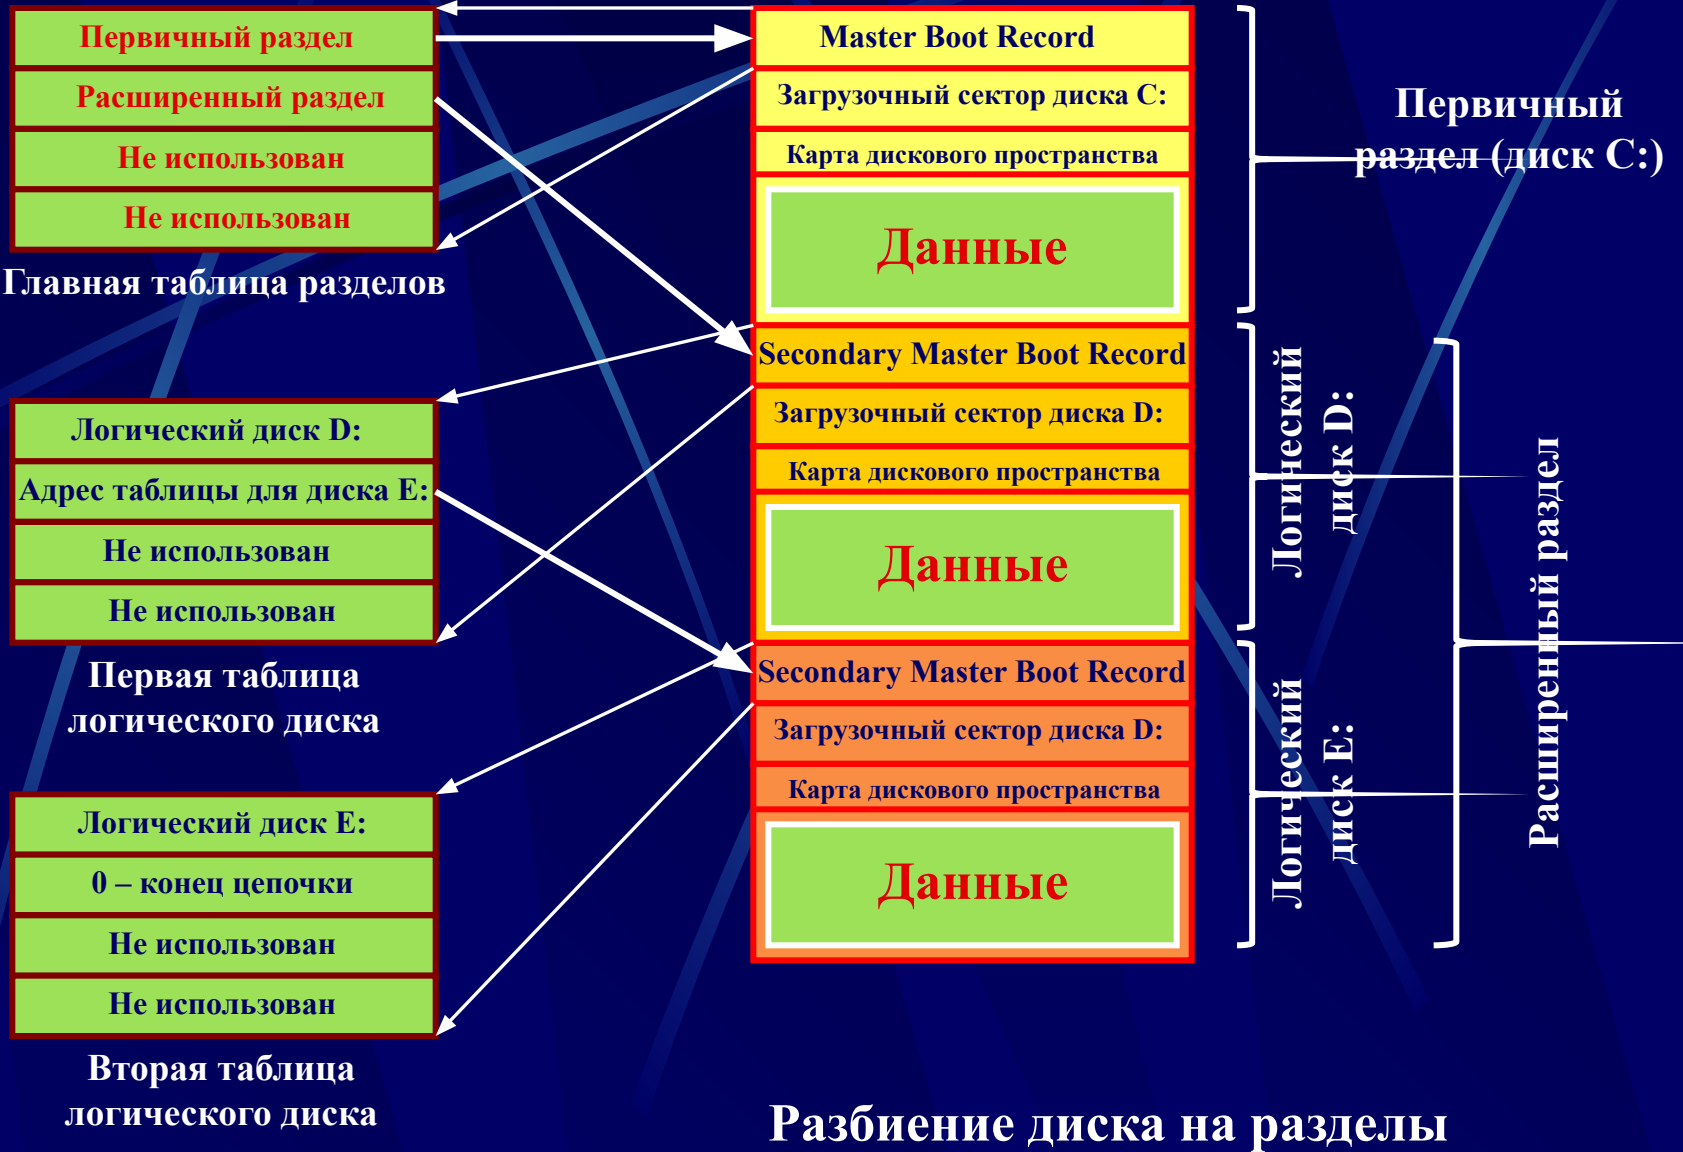 Первичный раздел
Расширенный раздел
Не использован
Не использован
Главная таблица разделов
Логический диск D:
Адрес таблицы для диска E:
Не использован
Не использован
Первая таблица
логического диска
Логический диск E:
0 – конец цепочки
Не использован
Не использован
Вторая таблица
логического диска
Master Boot Record
Загрузочный сектор диска C:
Карта дискового пространства
Данные
Secondary Master Boot Record
Загрузочный сектор диска D:
Карта дискового пространства
Данные
Secondary Master Boot Record
Загрузочный сектор диска D:
Карта дискового пространства
Данные
Первичный
раздел (диск C:)
Логический
диск D:
Логический
диск E:
Расширенный раздел
Разбиение диска на разделы